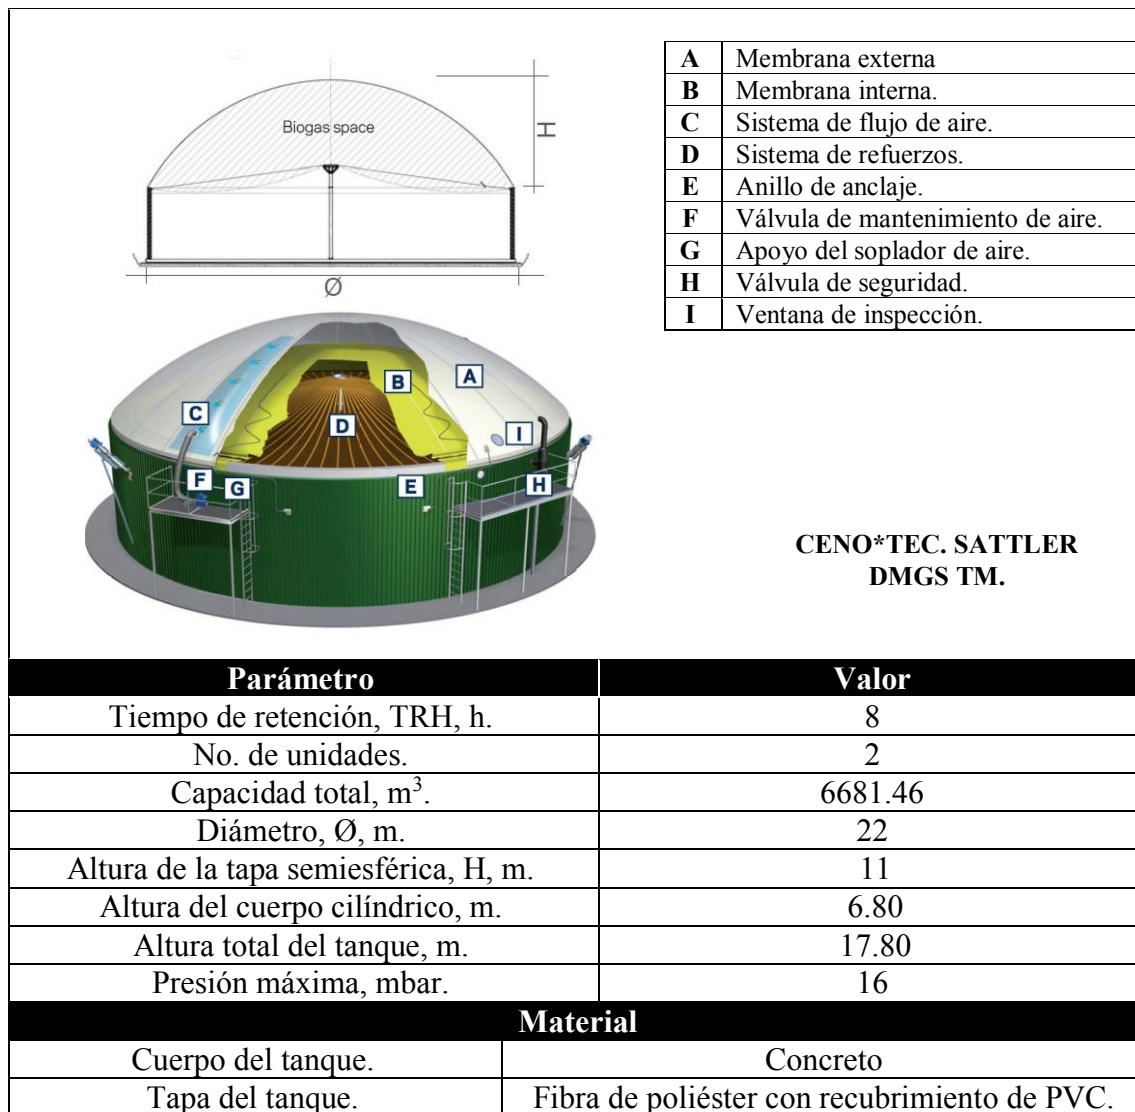 Biogas space
H
Ø
A Membrana externa
B Membrana interna.
C Sistema de flujo de aire.
D Sistema de refuerzos.
E Anillo de anclaje.
F Válvula de mantenimiento de aire.
G Apoyo del soplador de aire.
H Válvula de seguridad.
I Ventana de inspección.
A
B
C
D
I
F
G
E
H
CENO*TEC. SATTLER
DMGS TM.
Parámetro Valor
Tiempo de retención, TRH, h. 8
No. de unidades. 2
Capacidad total, m³. 6681.46
Diámetro, Ø, m. 22
Altura de la tapa semiesférica, H, m. 11
Altura del cuerpo cilíndrico, m. 6.80
Altura total del tanque, m. 17.80
Presión máxima, mbar. 16
Material
Cuerpo del tanque. Concreto
Tapa del tanque. Fibra de poliéster con recubrimiento de PVC.